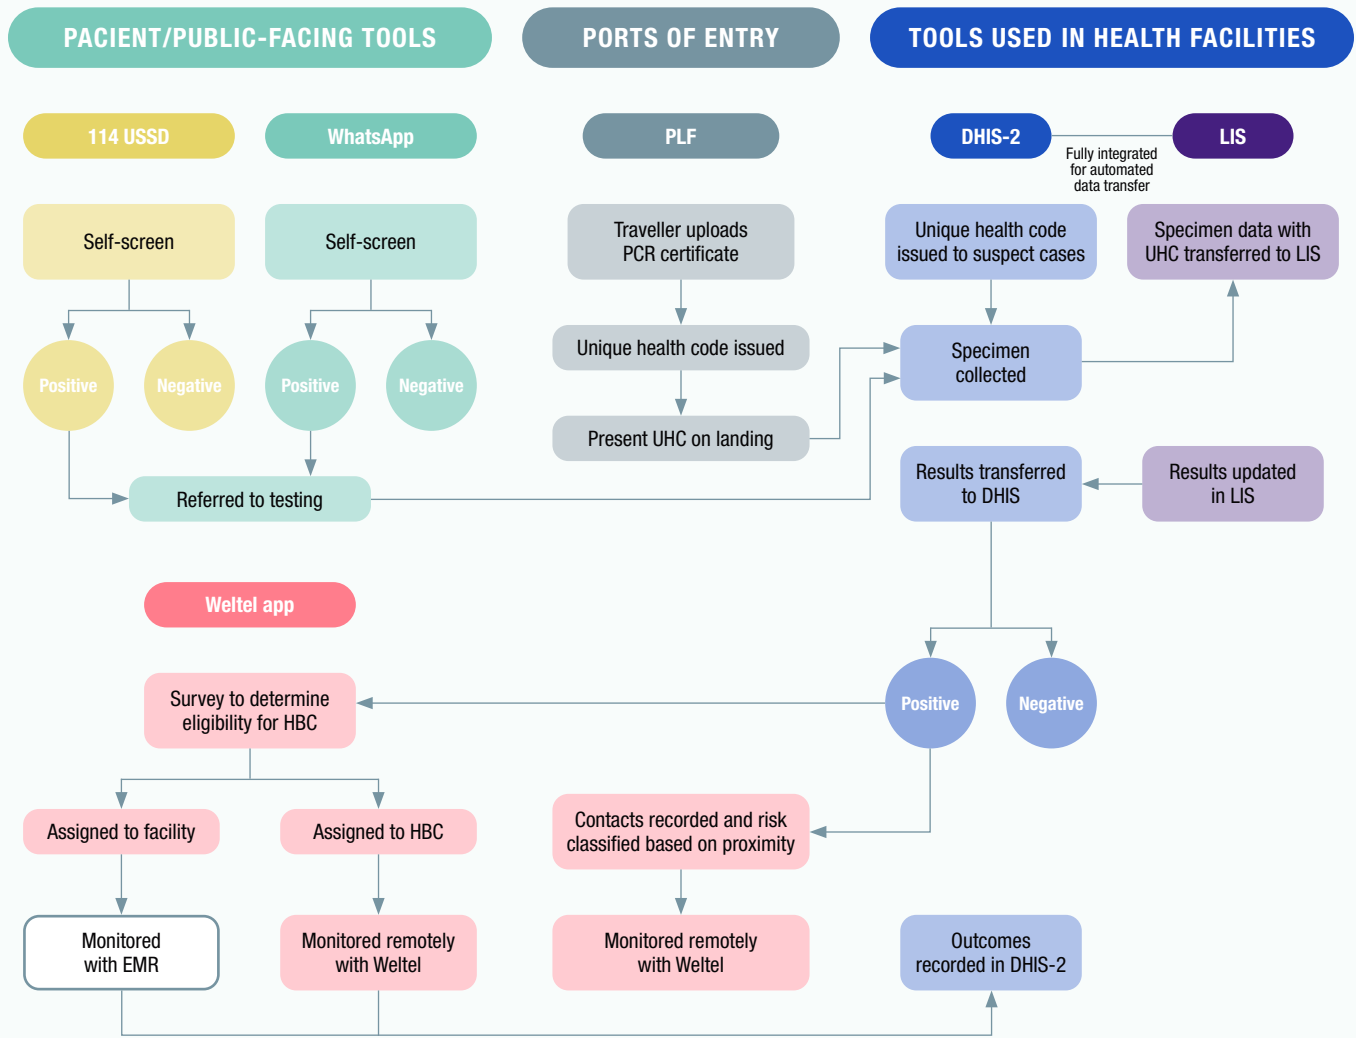 PACIENT/PUBLIC-FACING TOOLS
PORTS OF ENTRY
TOOLS USED IN HEALTH FACILITIES
114 USSD
WhatsApp
PLF
DHIS-2
LIS
Fully integrated
for automated
data transfer
Self-screen
Self-screen
Traveller uploads
PCR certificate
Unique health code
issued to suspect cases
Specimen data with
UHC transferred to LIS
Positive
Negative
Positive
Negative
Unique health code issued
Specimen
collected
Present UHC on landing
Referred to testing
Results transferred
to DHIS
Results updated
in LIS
Weltel app
Survey to determine
eligibility for HBC
Positive
Negative
Assigned to facility
Assigned to HBC
Contacts recorded and risk
classified based on proximity
Monitored
with EMR
Monitored remotely
with Weltel
Monitored remotely
with Weltel
Outcomes
recorded in DHIS-2